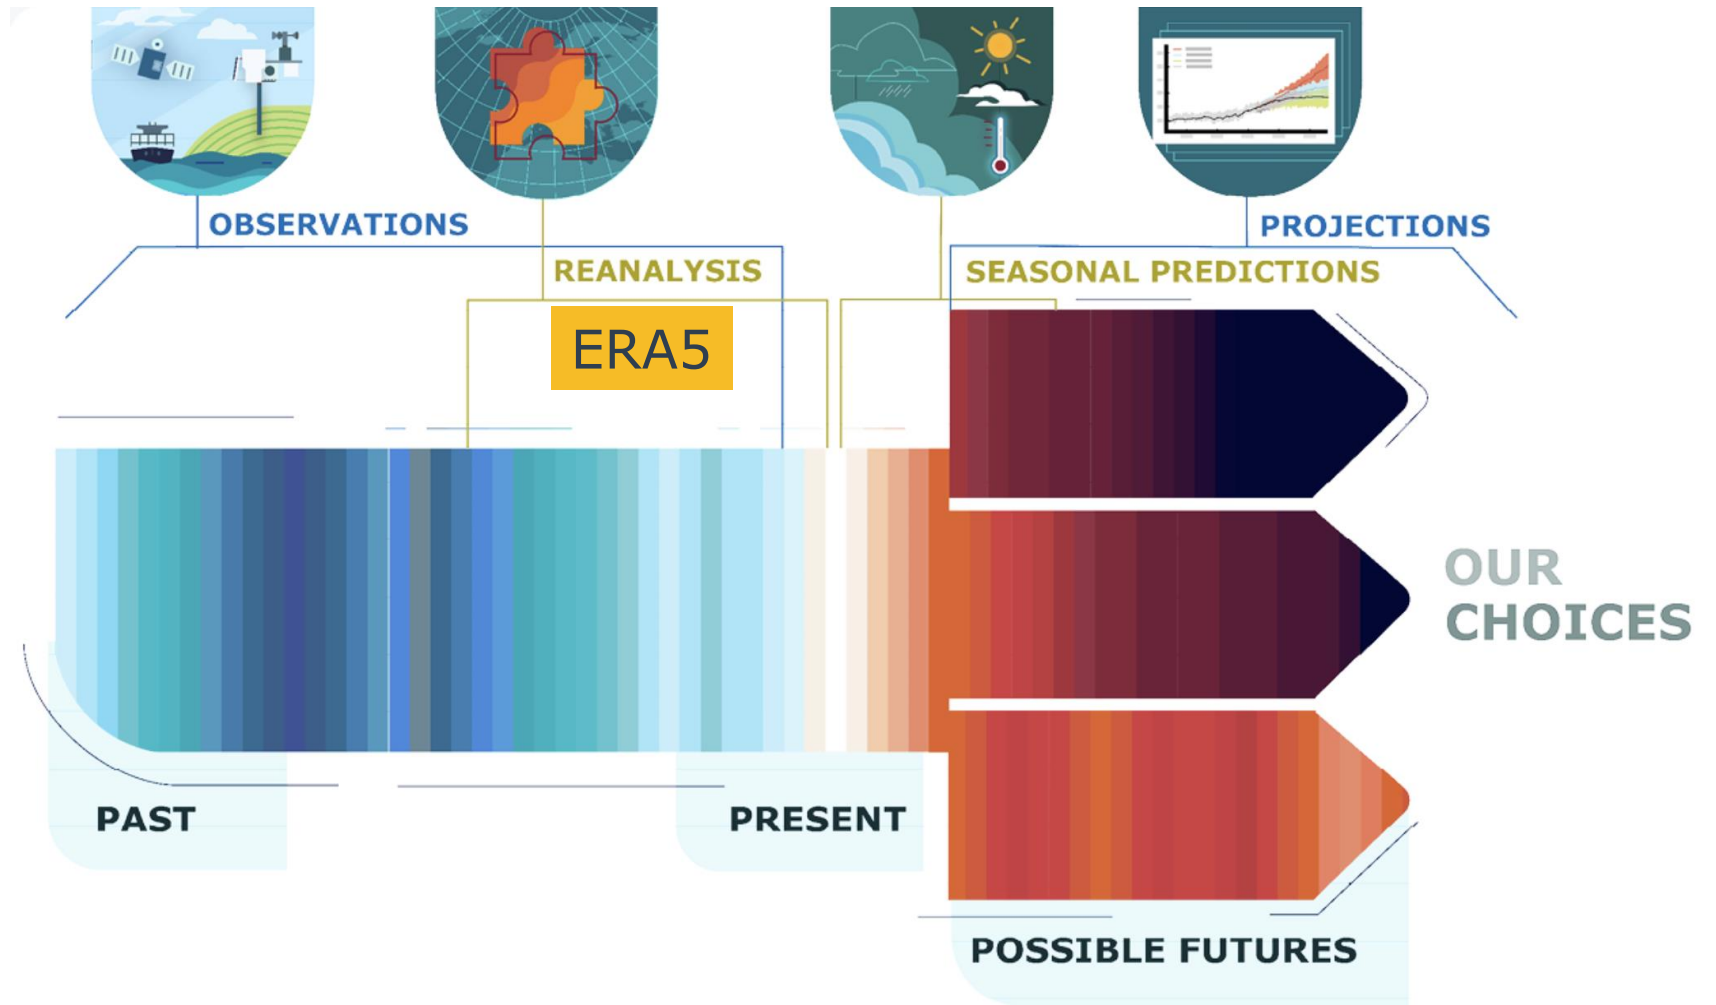 OBSERVATIONS
PROJECTIONS
REANALYSIS
SEASONAL PREDICTIONS
ERA5
OUR
CHOICES
PAST
PRESENT
POSSIBLE FUTURES